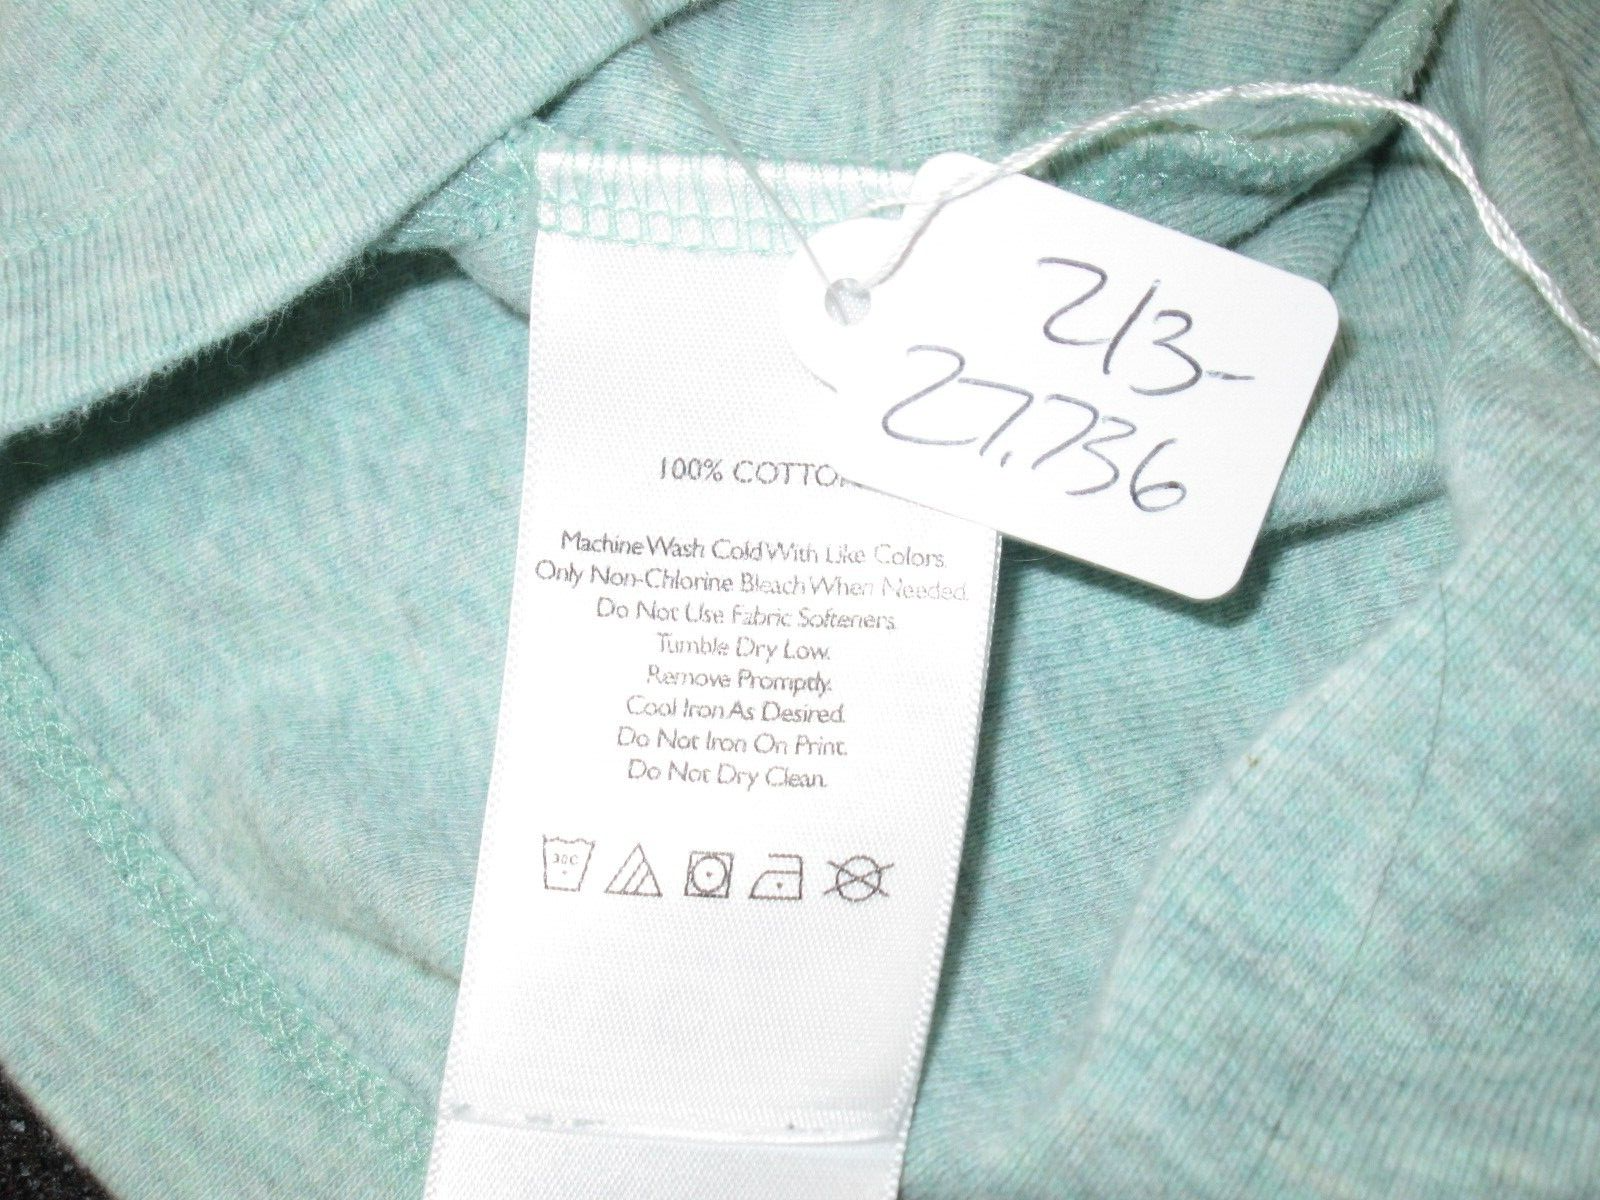 213-
27.736
100% COTTON
Machine Wash Cold With Like Colors.
Only Non-Chlorine Bleach When Needed.
Do Not Use Fabric Softeners.
Tumble Dry Low.
Remove Promptly.
Cool Iron As Desired.
Do Not Iron On Print.
Do Not Dry Clean.
30C